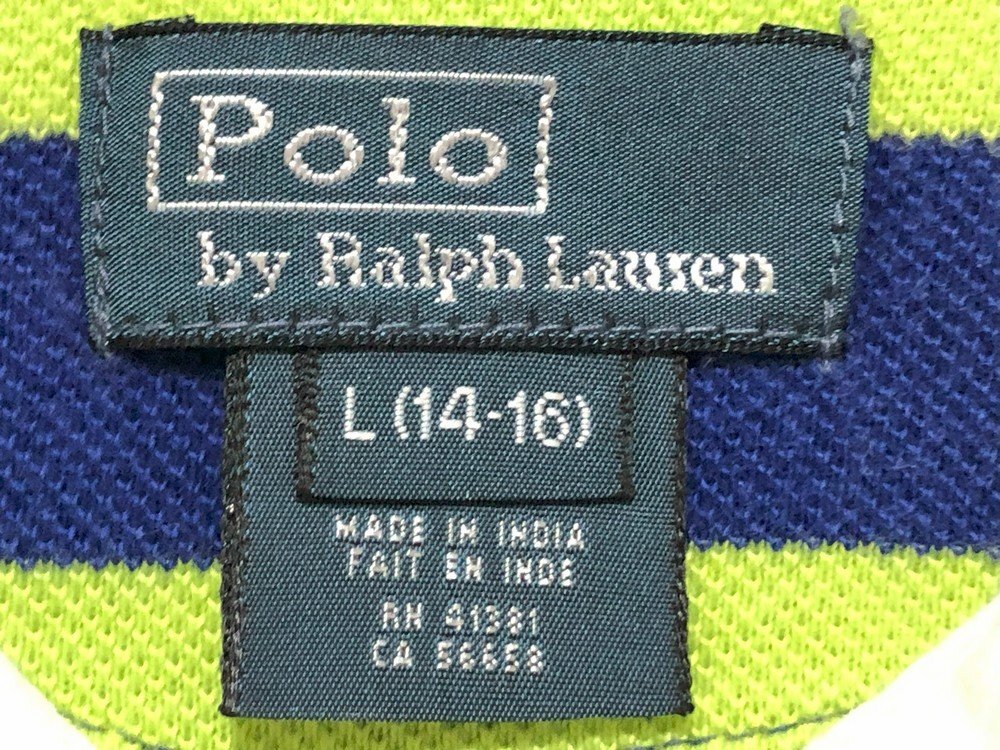 Polo
by Ralph Lauren
L (14-16)
MADE IN INDIA
FAIT EN INDE
RN 41381
CA 56658